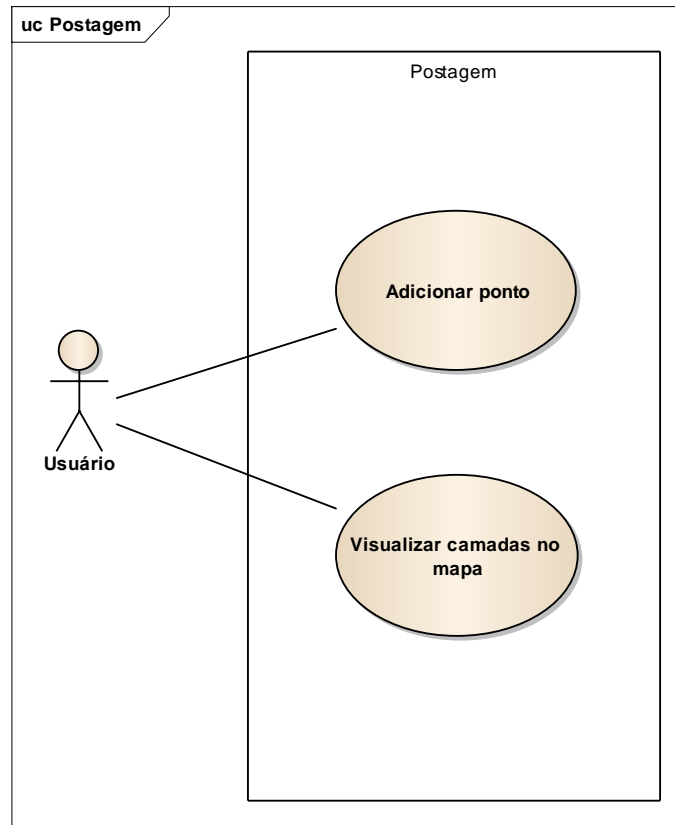 uc Postagem
Postagem
Adicionar ponto
Usuário
Visualizar camadas no
mapa